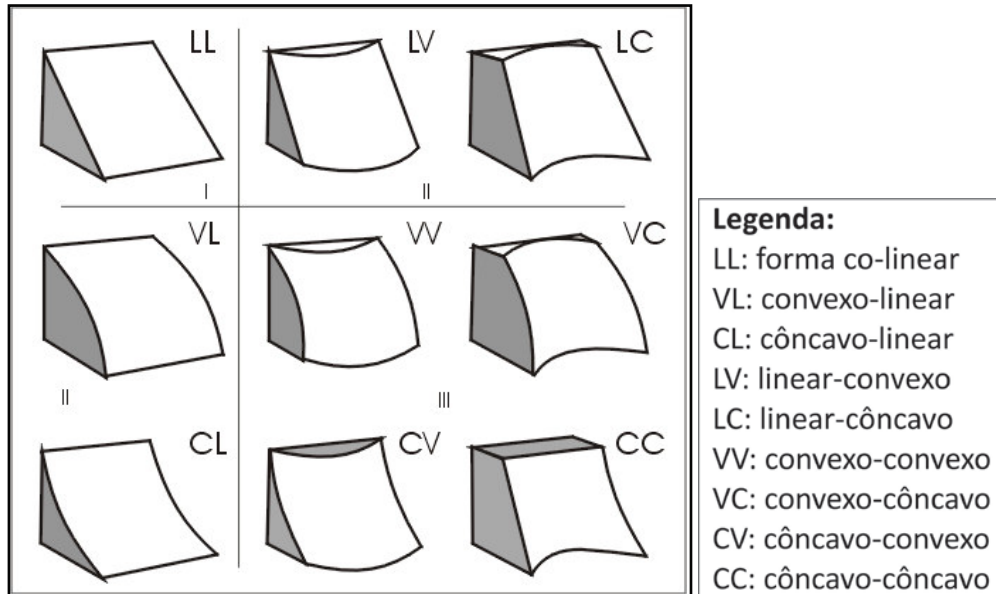 LL
LV
LC
I
II
VL
VV
VC
II
III
CL
CV
CC
Legenda:
LL: forma co-linear
VL: convexo-linear
CL: côncavo-linear
LV: linear-convexo
LC: linear-côncavo
VV: convexo-convexo
VC: convexo-côncavo
CV: côncavo-convexo
CC: côncavo-côncavo